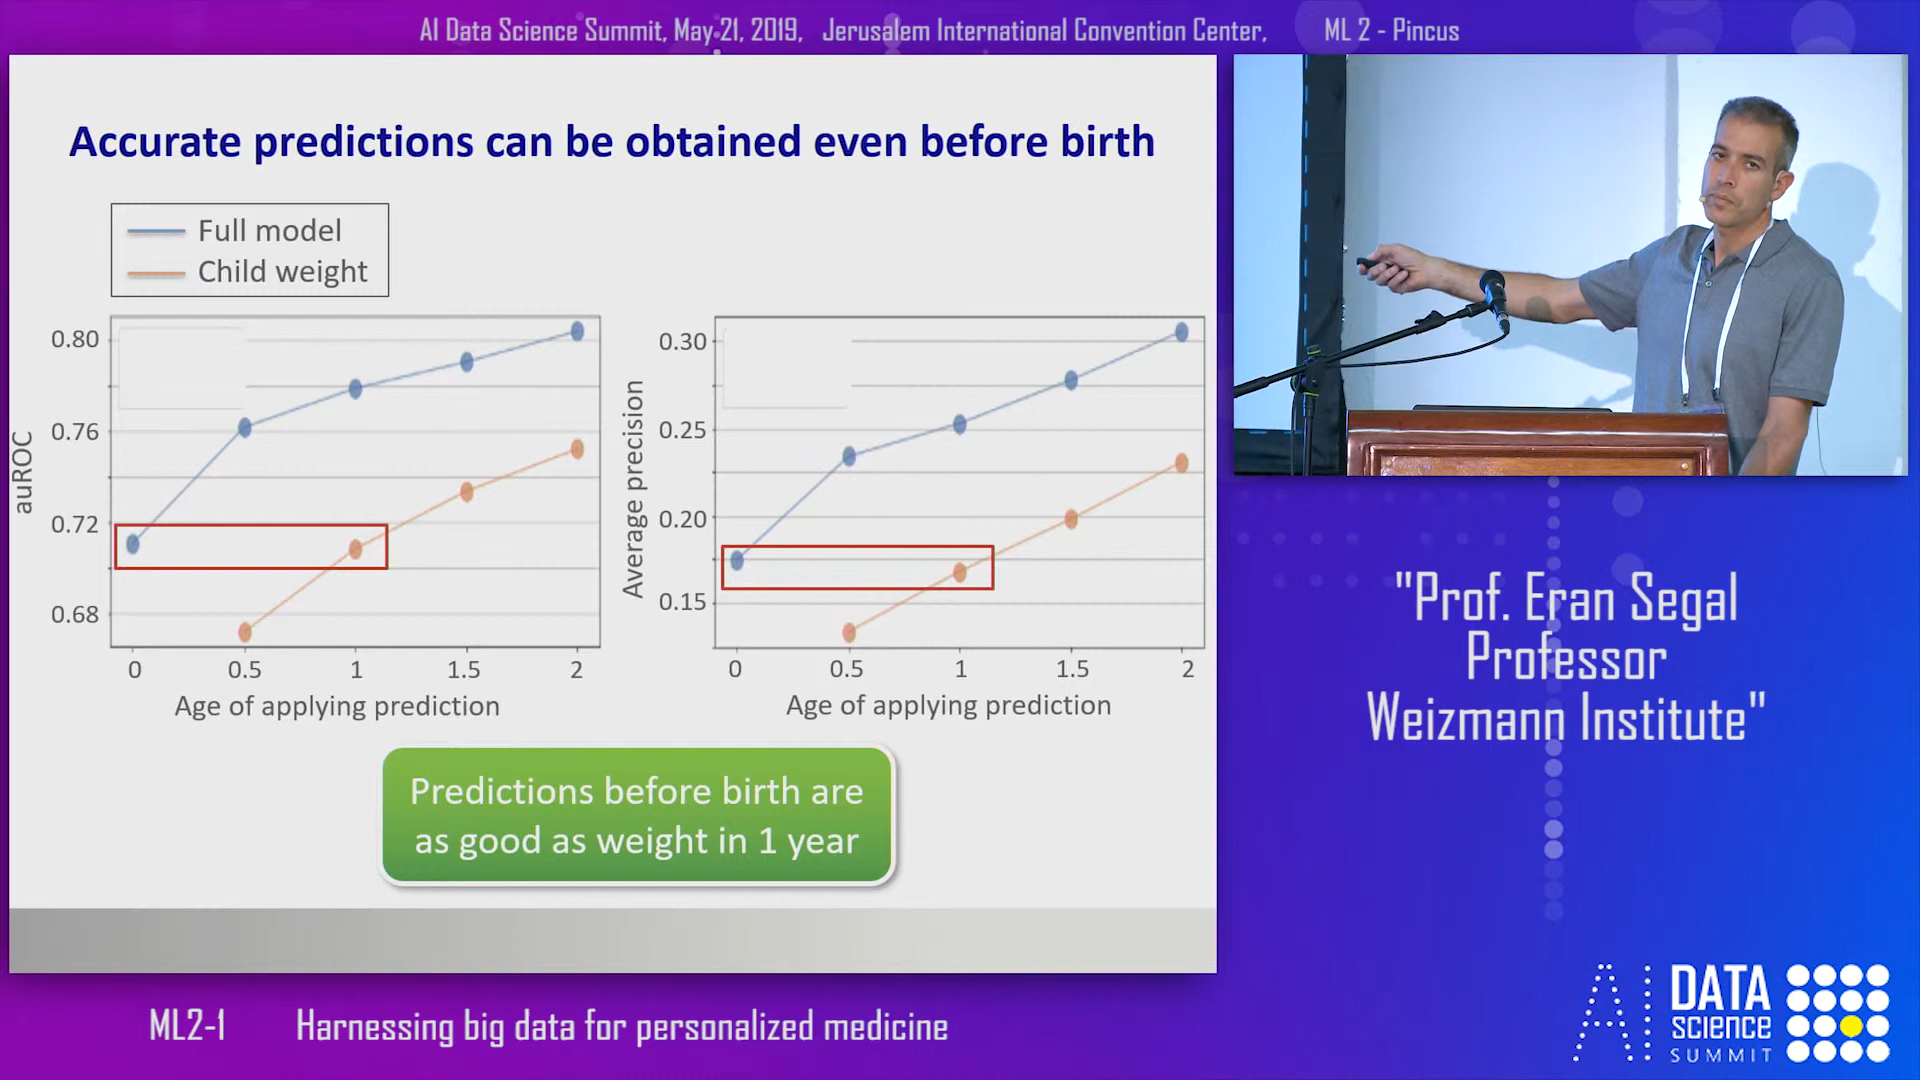 AI Data Science Summit, May 21, 2019, Jerusalem International Convention Center, ML 2 - Pincus
Accurate predictions can be obtained even before birth
Full model
Child weight
0.80
0.76
0.72
0.68
auROC
0 0.5 1 1.5 2
Age of applying prediction
0.30
0.25
0.20
0.15
Average precision
0 0.5 1 1.5 2
Age of applying prediction
Predictions before birth are
as good as weight in 1 year
"Prof. Eran Segal
Professor
Weizmann Institute"
ML2-1 Harnessing big data for personalized medicine
AI DATA
SCIENCE
SUMMIT